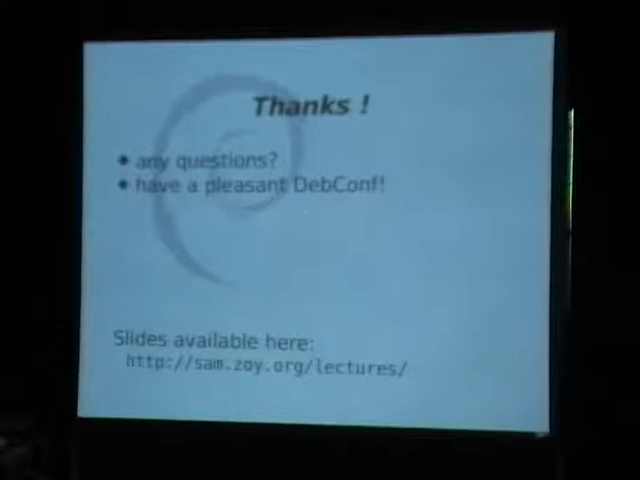 Thanks !
• any questions?
• have a pleasant DebConf!
Slides available here:
http://sam.zoy.org/lectures/